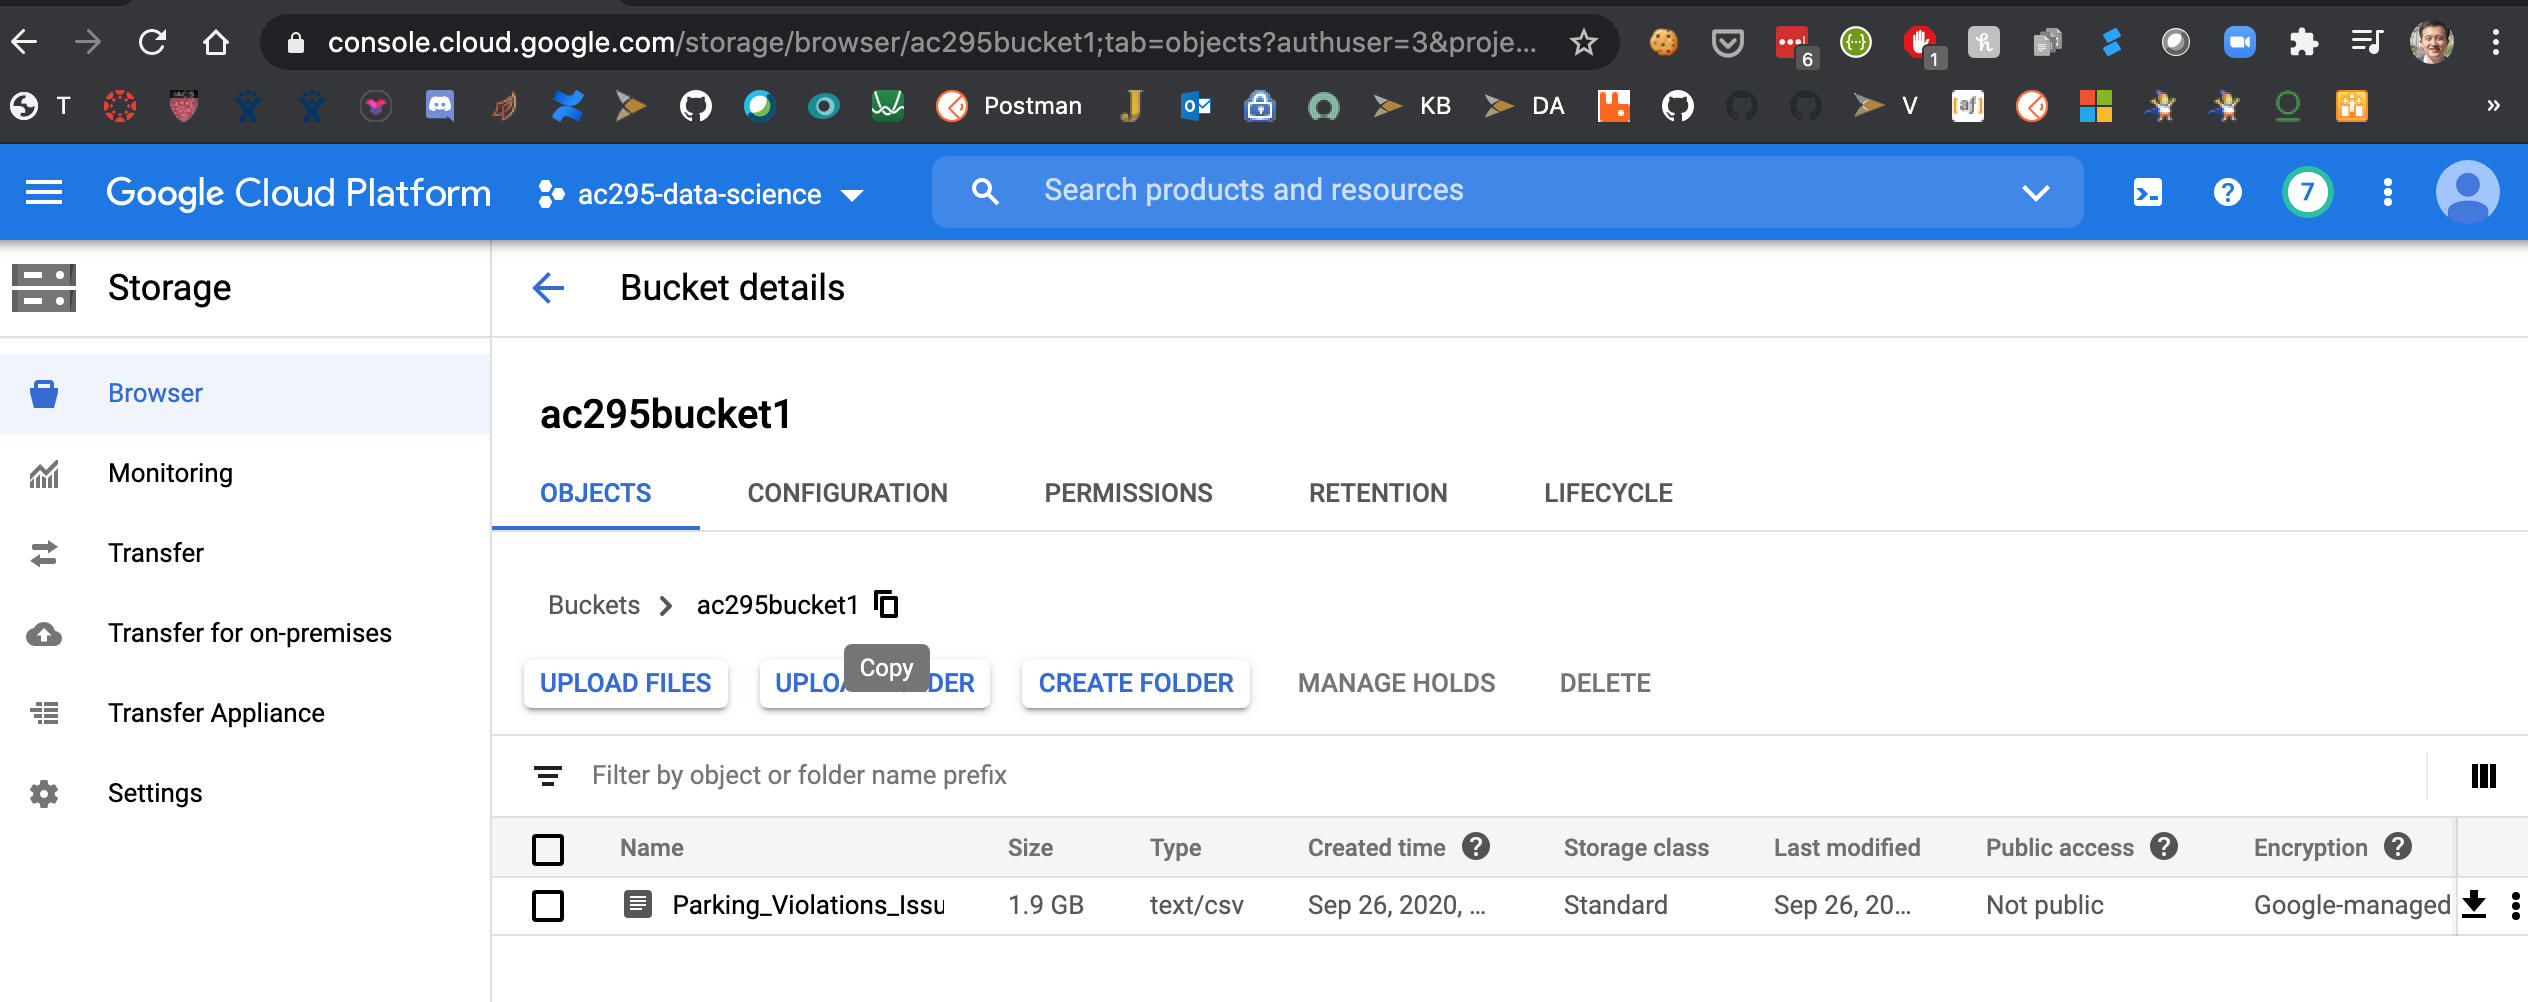 console.cloud.google.com/storage/browser/ac295bucket1;tab=objects?authuser=3&proje...
6
1
T
Postman
KB
DA
V
[af]
»
Google Cloud Platform
ac295-data-science
Search products and resources
7
Storage
Bucket details
Browser
Monitoring
Transfer
Transfer for on-premises
Transfer Appliance
Settings
ac295bucket1
OBJECTS CONFIGURATION PERMISSIONS RETENTION LIFECYCLE
Buckets > ac295bucket1
Copy
UPLOAD FILES UPLOA DER CREATE FOLDER MANAGE HOLDS DELETE
Filter by object or folder name prefix
Name Size Type Created time Storage class Last modified Public access Encryption
Parking_Violations_Issu 1.9 GB text/csv Sep 26, 2020, ... Standard Sep 26, 20... Not public Google-managed